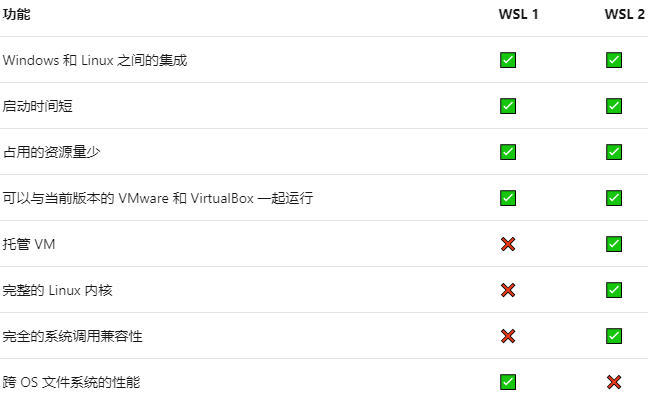 功能 WSL 1 WSL 2
Windows 和 Linux 之间的集成 ✅ ✅
启动时间短 ✅ ✅
占用的资源量少 ✅ ✅
可以与当前版本的 VMware 和 VirtualBox 一起运行 ✅ ✅
托管 VM ❌ ✅
完整的 Linux 内核 ❌ ✅
完全的系统调用兼容性 ❌ ✅
跨 OS 文件系统的性能 ✅ ❌